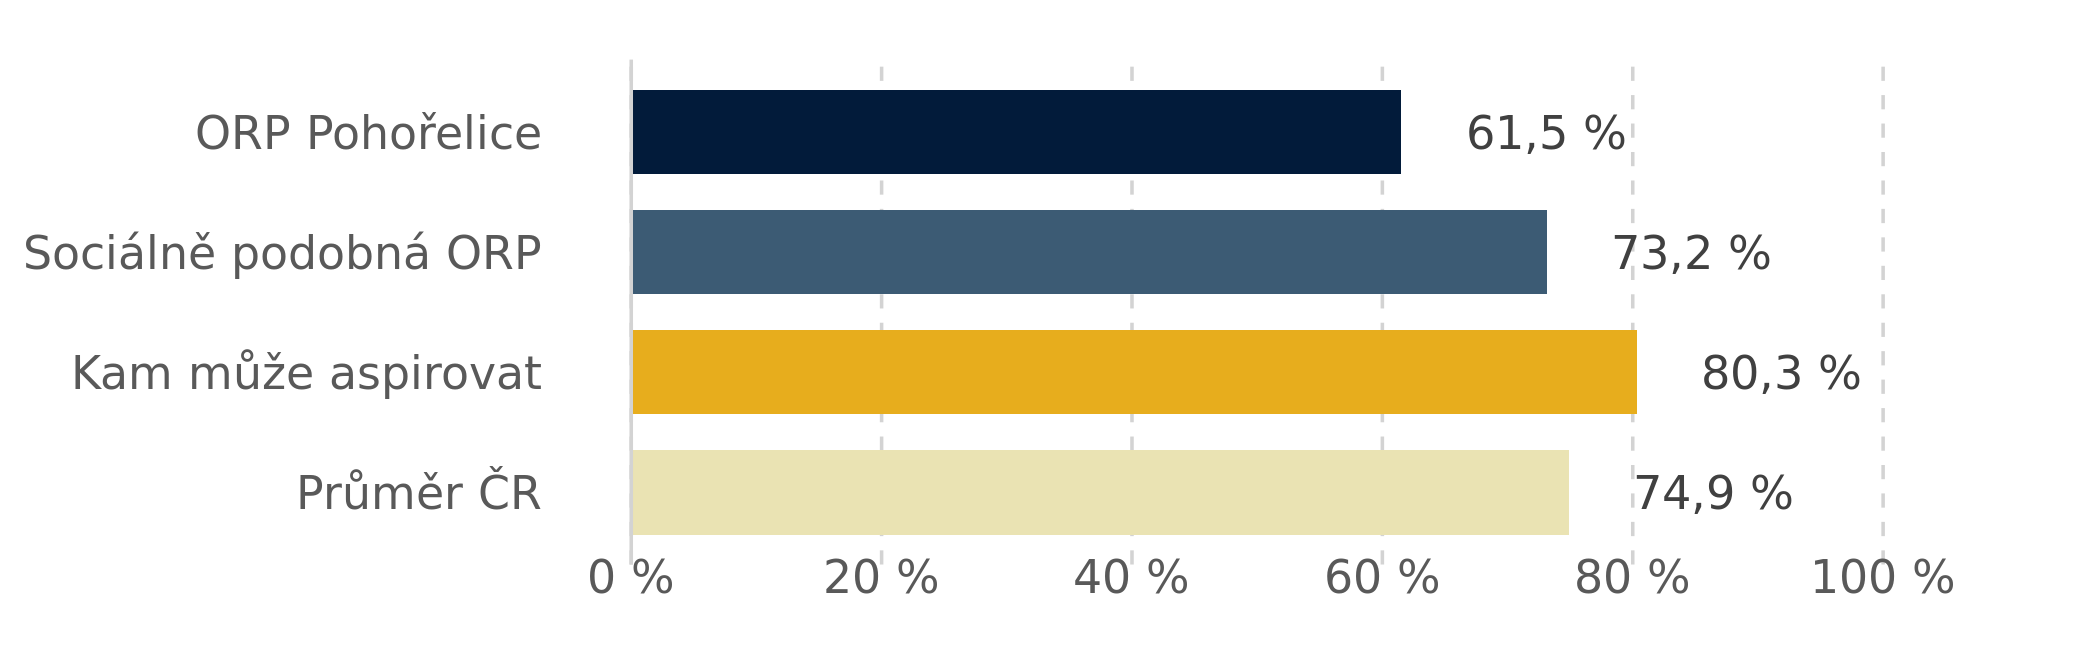 ORP Pohořelice 61,5 %
Sociálně podobná ORP 73,2 %
Kam může aspirovat 80,3 %
Průměr ČR 74,9 %
0 % 20 % 40 % 60 % 80 % 100 %